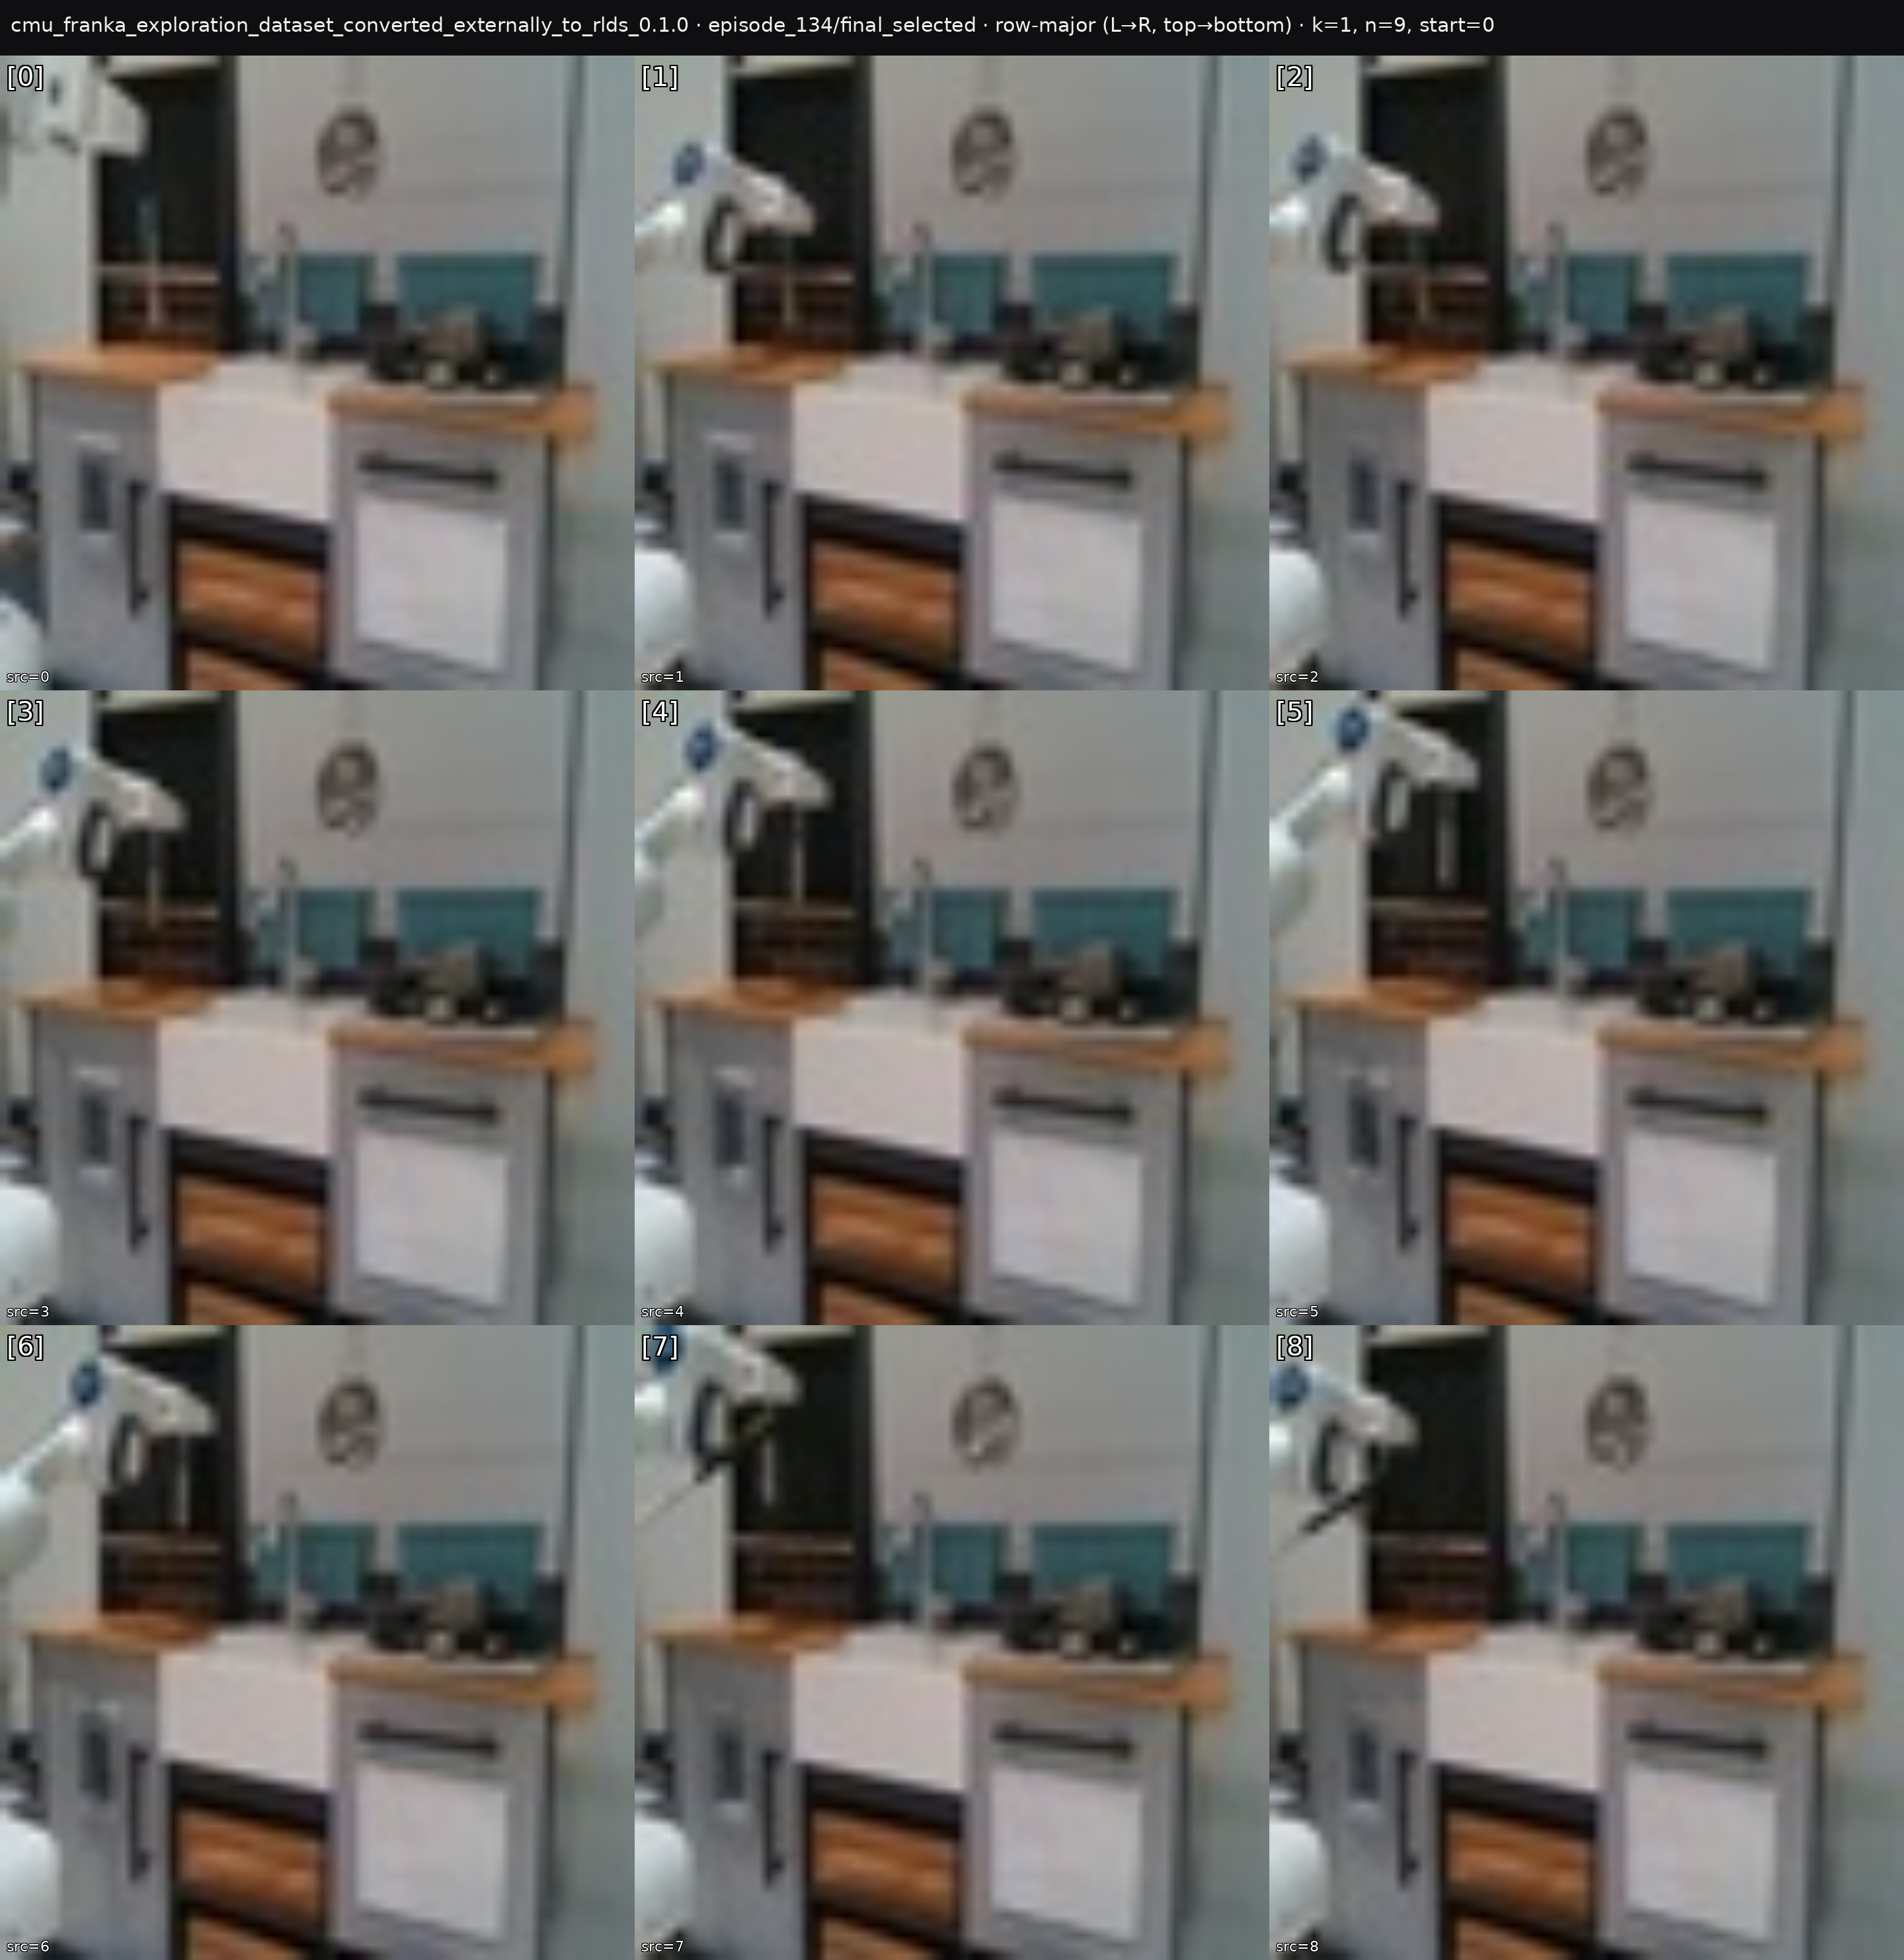 cmu_franka_exploration_dataset_converted_externally_to_rlds_0.1.0 · episode_134/final_selected · row-major (L→R, top→bottom) · k=1, n=9, start=0
[0]
[1]
[2]
src=0
src=1
src=2
[3]
[4]
[5]
src=3
src=4
src=5
[6]
[7]
[8]
src=6
src=7
src=8